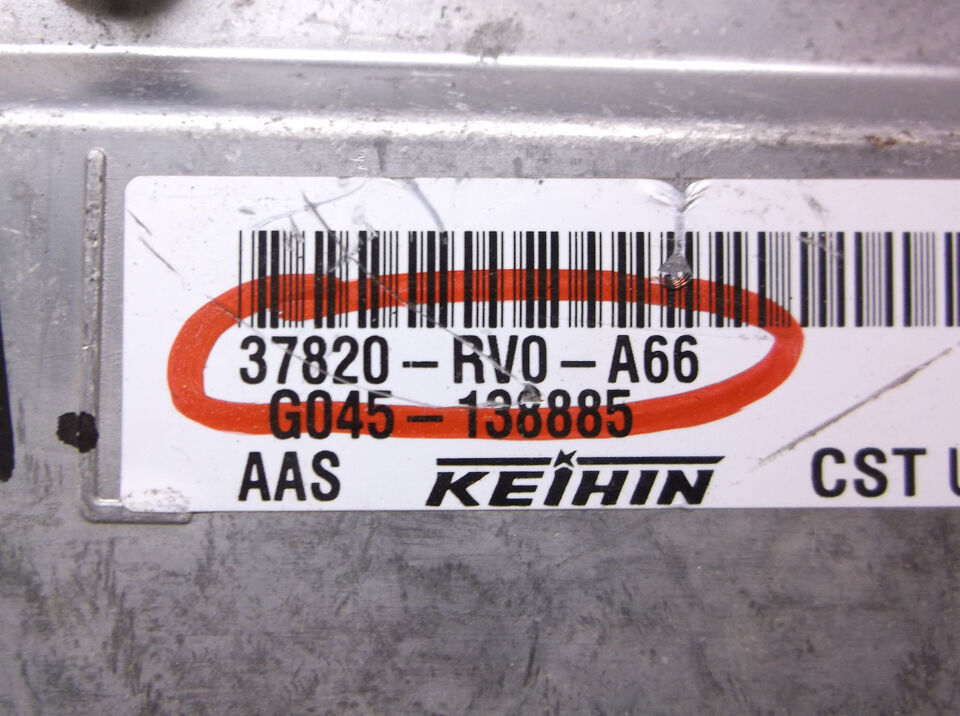 37820-RV0-A66
G045-138885
AAS KEIHIN CST U